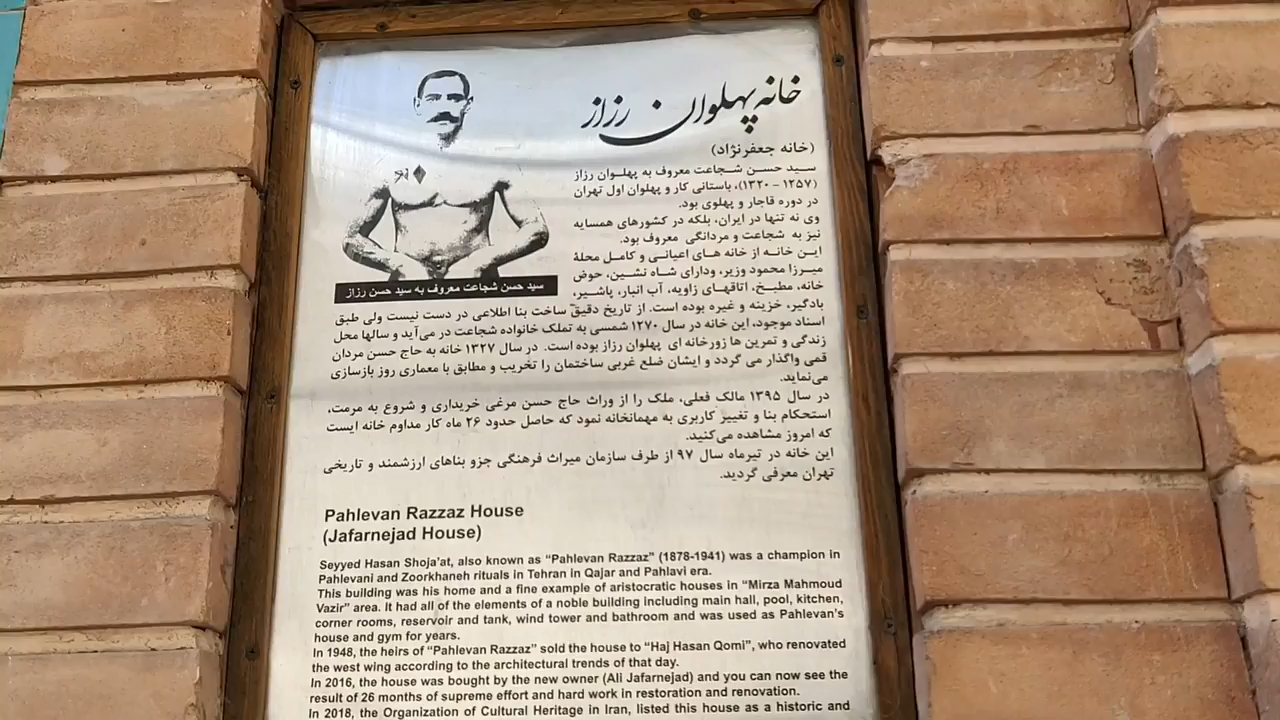 خانه پهلوان رزاز
(خانه جعفرنژاد)
سید حسن شجاعت معروف به پهلوان رزاز
(۱۲۵۷ - ۱۳۲۰)، باستانی کار و پهلوان اول تهران
در دوره قاجار و پهلوی بود.
وی نه تنها در ایران، بلکه در کشورهای همسایه
نیز به شجاعت و مردانگی معروف بود.
این خانه از خانه های اعیانی و کامل محلهٔ
میرزا محمود وزیر، ودارای شاه نشین، حوض
خانه، مطبخ، اتاقهای زاویه، آب انبار، پاشیر،
سید حسن شجاعت معروف به سید حسن رزاز
بادگیر، خزینه و غیره بوده است. از تاریخ دقیق ساخت بنا اطلاعی در دست نیست ولی طبق
اسناد موجود، این خانه در سال ۱۲۷۰ شمسی به تملک خانواده شجاعت در می‌آید و سالها محل
زندگی و تمرین ها زورخانه ای پهلوان رزاز بوده است. در سال ۱۳۲۷ خانه به حاج حسن مردان
قمی واگذار می گردد و ایشان ضلع غربی ساختمان را تخریب و مطابق با معماری روز بازسازی
می‌نماید.
در سال ۱۳۹۵ مالک فعلی، ملک را از وراث حاج حسن مرغی خریداری و شروع به مرمت،
استحکام بنا و تغییر کاربری به مهمانخانه نمود که حاصل حدود ۲۶ ماه کار مداوم خانه ایست
که امروز مشاهده می‌کنید.
این خانه در تیرماه سال ۹۷ از طرف سازمان میراث فرهنگی جزو بناهای ارزشمند و تاریخی
تهران معرفی گردید.
Pahlevan Razzaz House
(Jafarnejad House)
Seyyed Hasan Shoja'at, also known as "Pahlevan Razzaz" (1878-1941) was a champion in
Pahlevani and Zoorkhaneh rituals in Tehran in Qajar and Pahlavi era.
This building was his home and a fine example of aristocratic houses in "Mirza Mahmoud
Vazir" area. It had all of the elements of a noble building including main hall, pool, kitchen,
corner rooms, reservoir and tank, wind tower and bathroom and was used as Pahlevan's
house and gym for years.
In 1948, the heirs of "Pahlevan Razzaz" sold the house to "Haj Hasan Qomi", who renovated
the west wing according to the architectural trends of that day.
In 2016, the house was bought by the new owner (Ali Jafarnejad) and you can now see the
result of 26 months of supreme effort and hard work in restoration and renovation.
In 2018, the Organization of Cultural Heritage in Iran, listed this house as a historic and